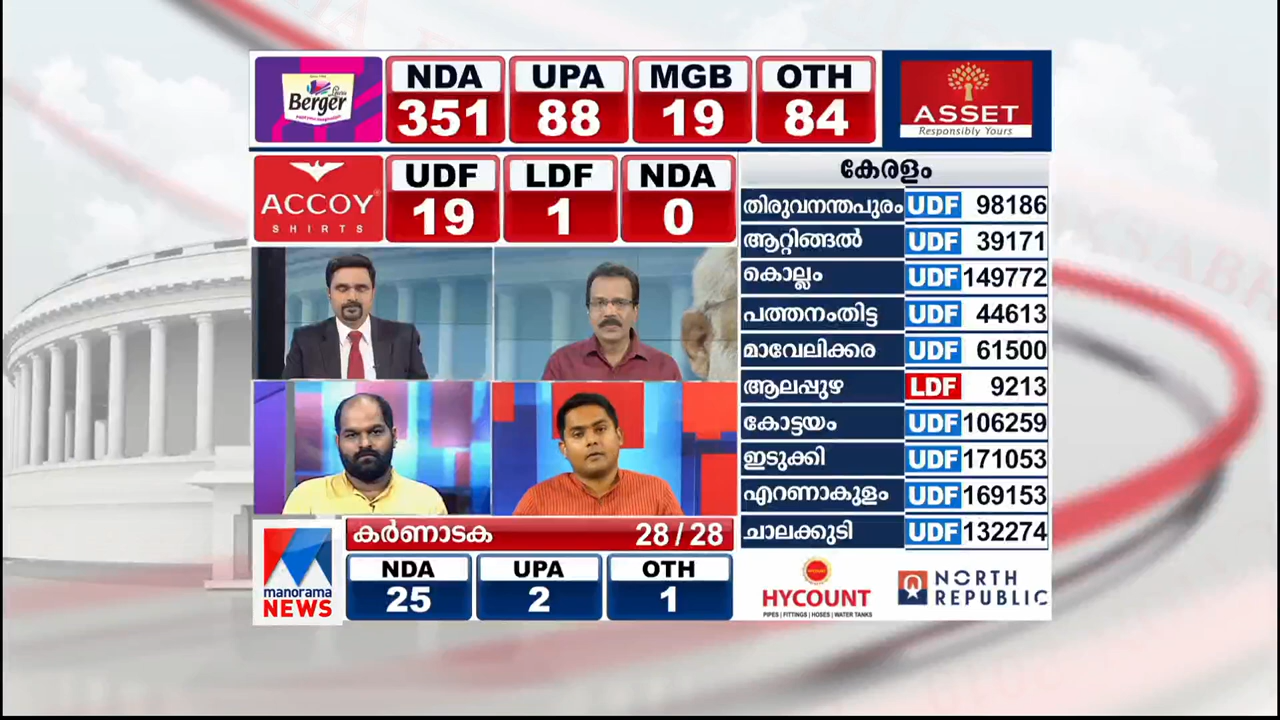 NDA UPA MGB OTH
351 88 19 84
Berger
ASSET
Responsibly Yours
ACCOY
SHIRTS
UDF LDF NDA
19 1 0
കേരളം
തിരുവനന്തപുരം UDF 98186
ആറ്റിങ്ങൽ UDF 39171
കൊല്ലം UDF 149772
പത്തനംതിട്ട UDF 44613
മാവേലിക്കര UDF 61500
ആലപ്പുഴ LDF 9213
കോട്ടയം UDF 106259
ഇടുക്കി UDF 171053
എറണാകുളം UDF 169153
ചാലക്കുടി UDF 132274
കർണാടക 28/28
NDA UPA OTH
25 2 1
manorama
NEWS
HYCOUNT
PIPES | FITTINGS | HOSES | WATER TANKS
NORTH
REPUBLIC